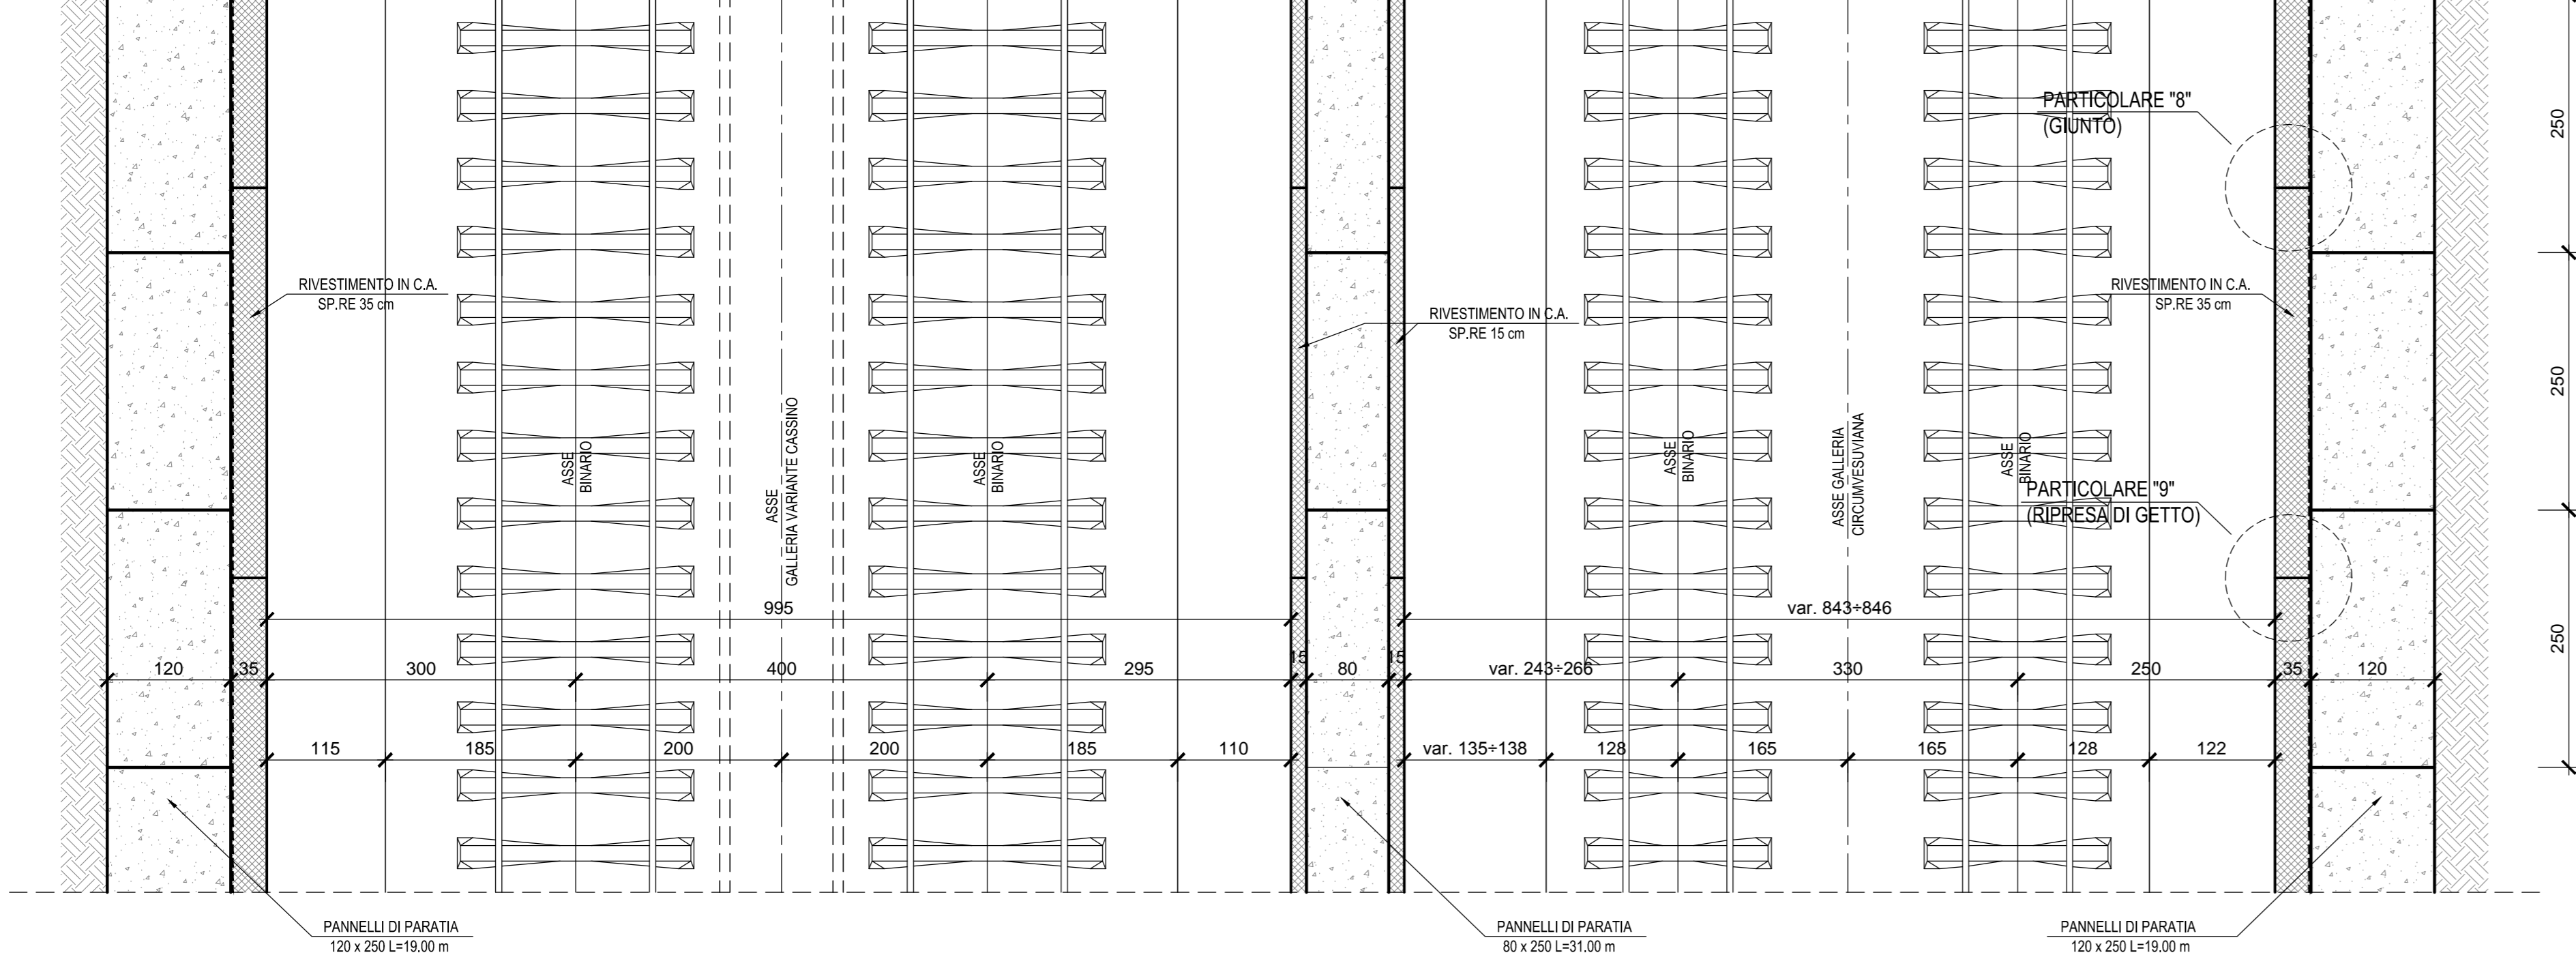 PARTICOLARE "8"
(GIUNTO)
250
RIVESTIMENTO IN C.A.
SP.RE 35 cm
RIVESTIMENTO IN C.A.
SP.RE 15 cm
RIVESTIMENTO IN C.A.
SP.RE 35 cm
250
ASSE
BINARIO
ASSE
GALLERIA VARIANTE CASSINO
ASSE
BINARIO
ASSE
BINARIO
ASSE GALLERIA
CIRCUMVESUVIANA
ASSE
BINARIO
PARTICOLARE "9"
(RIPRESA DI GETTO)
995
var. 843÷846
250
120
35
300
400
295
15
80
15
var. 243÷266
330
250
35
120
115
185
200
200
185
110
var. 135÷138
128
165
165
128
122
PANNELLI DI PARATIA
120 x 250 L=19,00 m
PANNELLI DI PARATIA
80 x 250 L=31,00 m
PANNELLI DI PARATIA
120 x 250 L=19,00 m